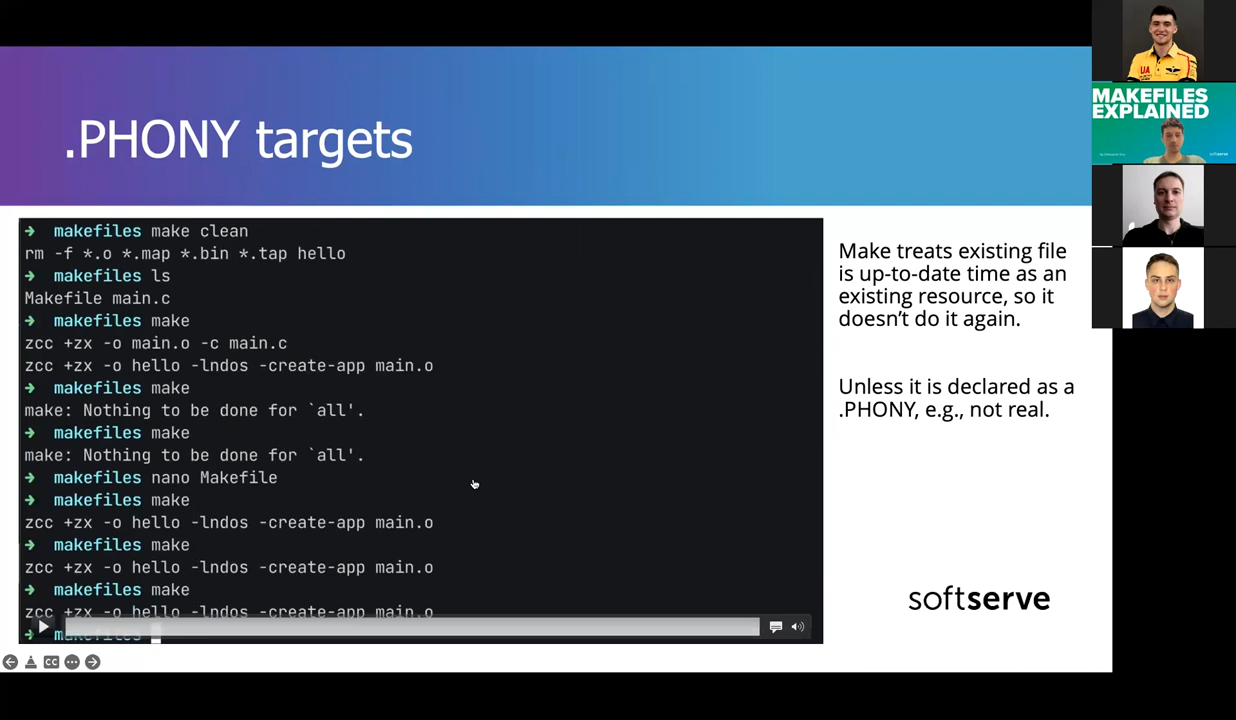 .PHONY targets
➔ makefiles make clean
rm -f *.o *.map *.bin *.tap hello
➔ makefiles ls
Makefile main.c
➔ makefiles make
zcc +zx -o main.o -c main.c
zcc +zx -o hello -lndos -create-app main.o
➔ makefiles make
make: Nothing to be done for `all'.
➔ makefiles make
make: Nothing to be done for `all'.
➔ makefiles nano Makefile
➔ makefiles make
zcc +zx -o hello -lndos -create-app main.o
➔ makefiles make
zcc +zx -o hello -lndos -create-app main.o
➔ makefiles make
zcc +zx -o hello -lndos -create-app main.o
➔ makefiles
Make treats existing file
is up-to-date time as an
existing resource, so it
doesn’t do it again.
Unless it is declared as a
.PHONY, e.g., not real.
softserve
CC
UA
MAKEFILES
EXPLAINED
softserve